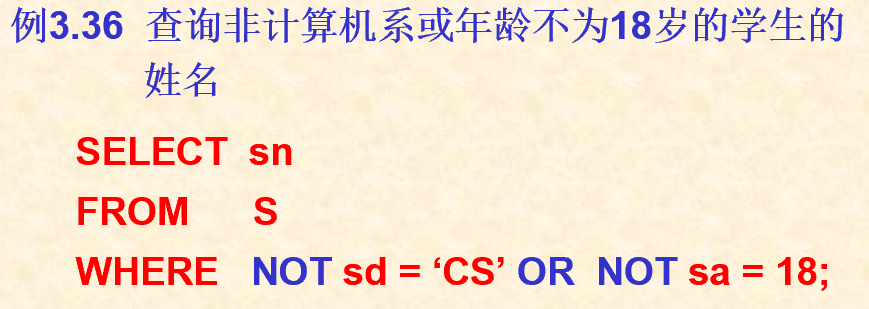 例3.36 查询非计算机系或年龄不为18岁的学生的
姓名
SELECT sn
FROM S
WHERE NOT sd = ‘CS’ OR NOT sa = 18;